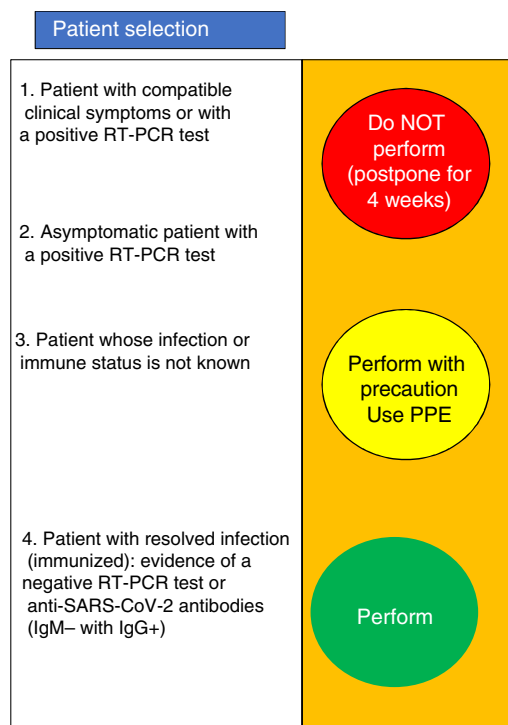 Patient selection
1. Patient with compatible
clinical symptoms or with
a positive RT-PCR test
Do NOT
perform
(postpone for
4 weeks)
2. Asymptomatic patient with
a positive RT-PCR test
3. Patient whose infection or
immune status is not known
Perform with
precaution
Use PPE
4. Patient with resolved infection
(immunized): evidence of a
negative RT-PCR test or
anti-SARS-CoV-2 antibodies
(IgM– with IgG+)
Perform